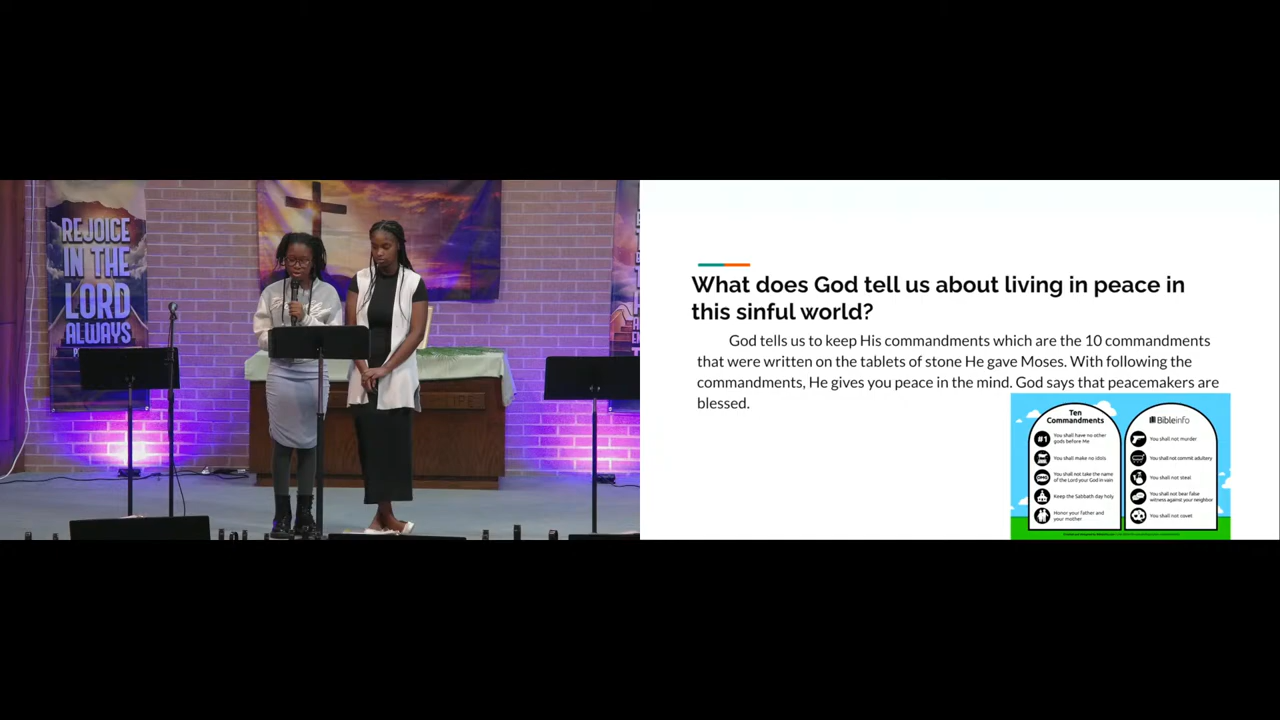 REJOICE
IN THE
LORD
ALWAYS
What does God tell us about living in peace in
this sinful world?
God tells us to keep His commandments which are the 10 commandments
that were written on the tablets of stone He gave Moses. With following the
commandments, He gives you peace in the mind. God says that peacemakers are
blessed.
Ten
Commandments
#1
You shall have no other
gods before Me
You shall make no idols
OMG
You shall not take the name
of the Lord your God in vain
Keep the Sabbath day holy
Honor your father and
your mother
Bibleinfo
You shall not murder
You shall not commit adultery
You shall not steal
You shall not bear false
witness against your neighbor
You shall not covet